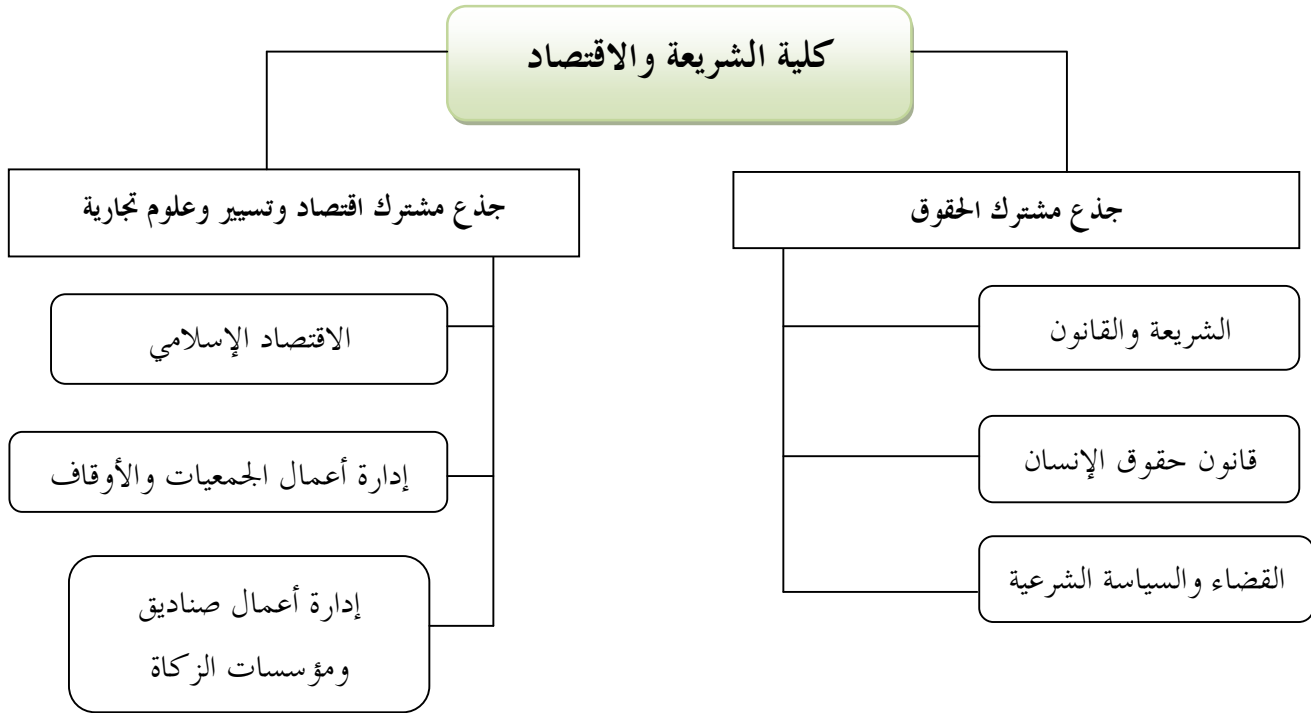 كلية الشريعة والاقتصاد
جذع مشترك الحقوق
الشريعة والقانون
قانون حقوق الإنسان
القضاء والسياسة الشرعية
جذع مشترك اقتصاد وتسيير وعلوم تجارية
الاقتصاد الإسلامي
إدارة أعمال الجمعيات والأوقاف
إدارة أعمال صناديق
ومؤسسات الزكاة